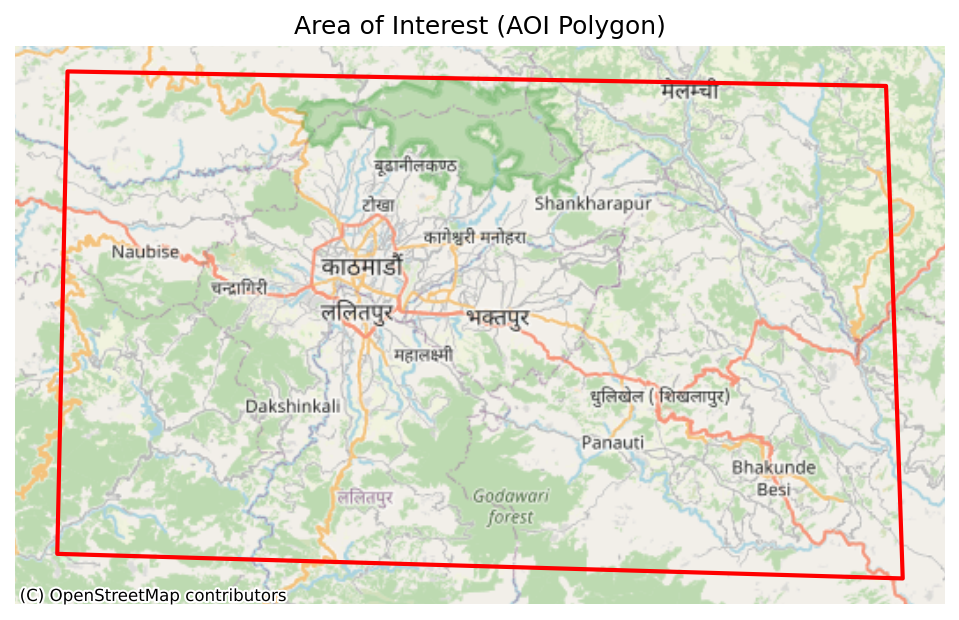 Area of Interest (AOI Polygon)
मेलम्ची
बूढानीलकण्ठ
टोखा
Shankharapur
कागेश्वरी मनोहरा
Naubise
काठमाडौं
चन्द्रागिरी
ललितपुर
भक्तपुर
महालक्ष्मी
धुलिखेल ( शिखलापुर)
Dakshinkali
Panauti
Bhakunde
Besi
ललितपुर
Godawari
forest
(C) OpenStreetMap contributors